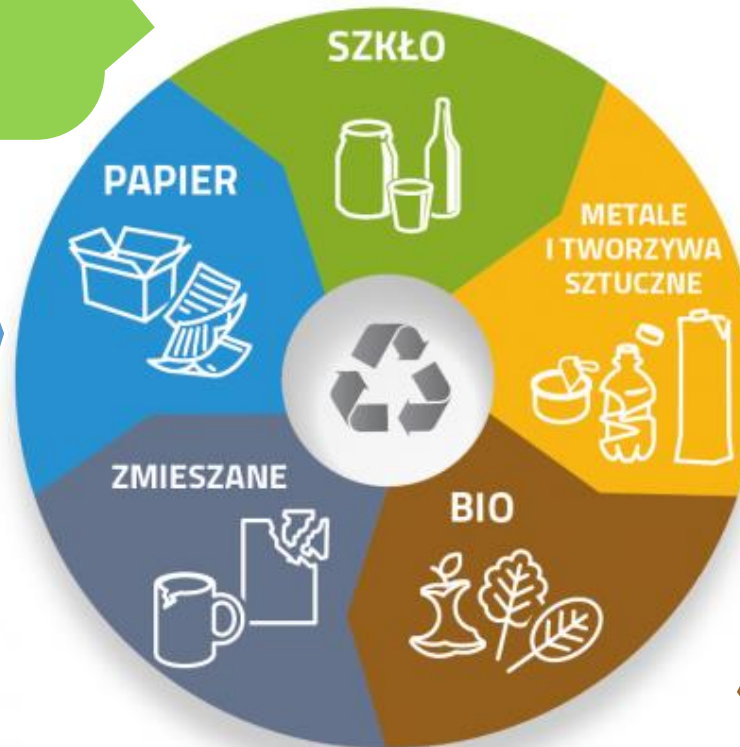 SZKŁO
PAPIER
METALE
I TWORZYWA
SZTUCZNE
ZMIESZANE
BIO